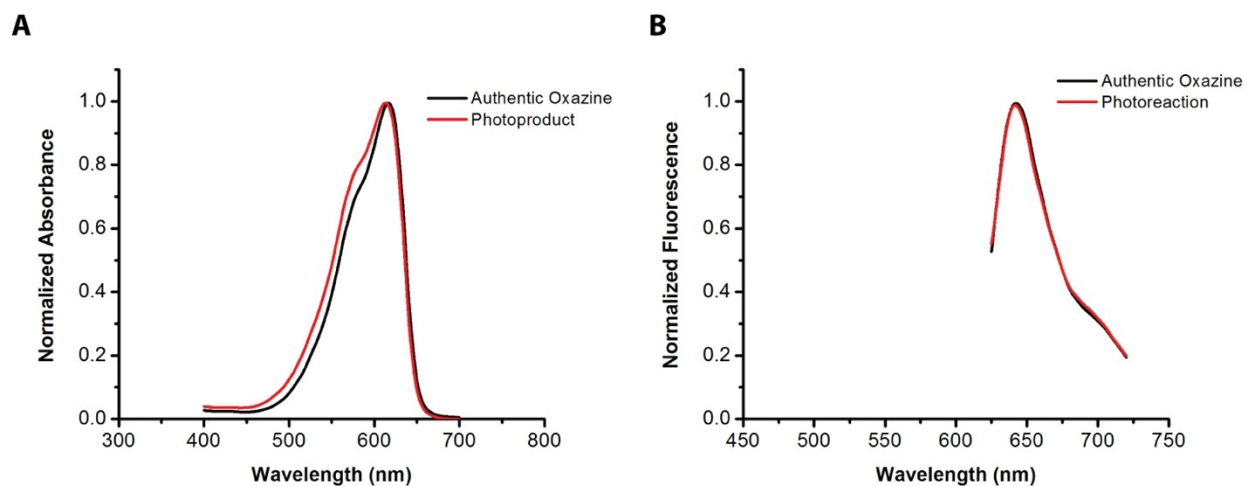 A
Normalized Absorbance
1.0
0.8
0.6
0.4
0.2
0.0
300 400 500 600 700 800
Wavelength (nm)
Authentic Oxazine
Photoproduct
B
Normalized Fluorescence
1.0
0.8
0.6
0.4
0.2
0.0
450 500 550 600 650 700 750
Wavelength (nm)
Authentic Oxazine
Photoreaction